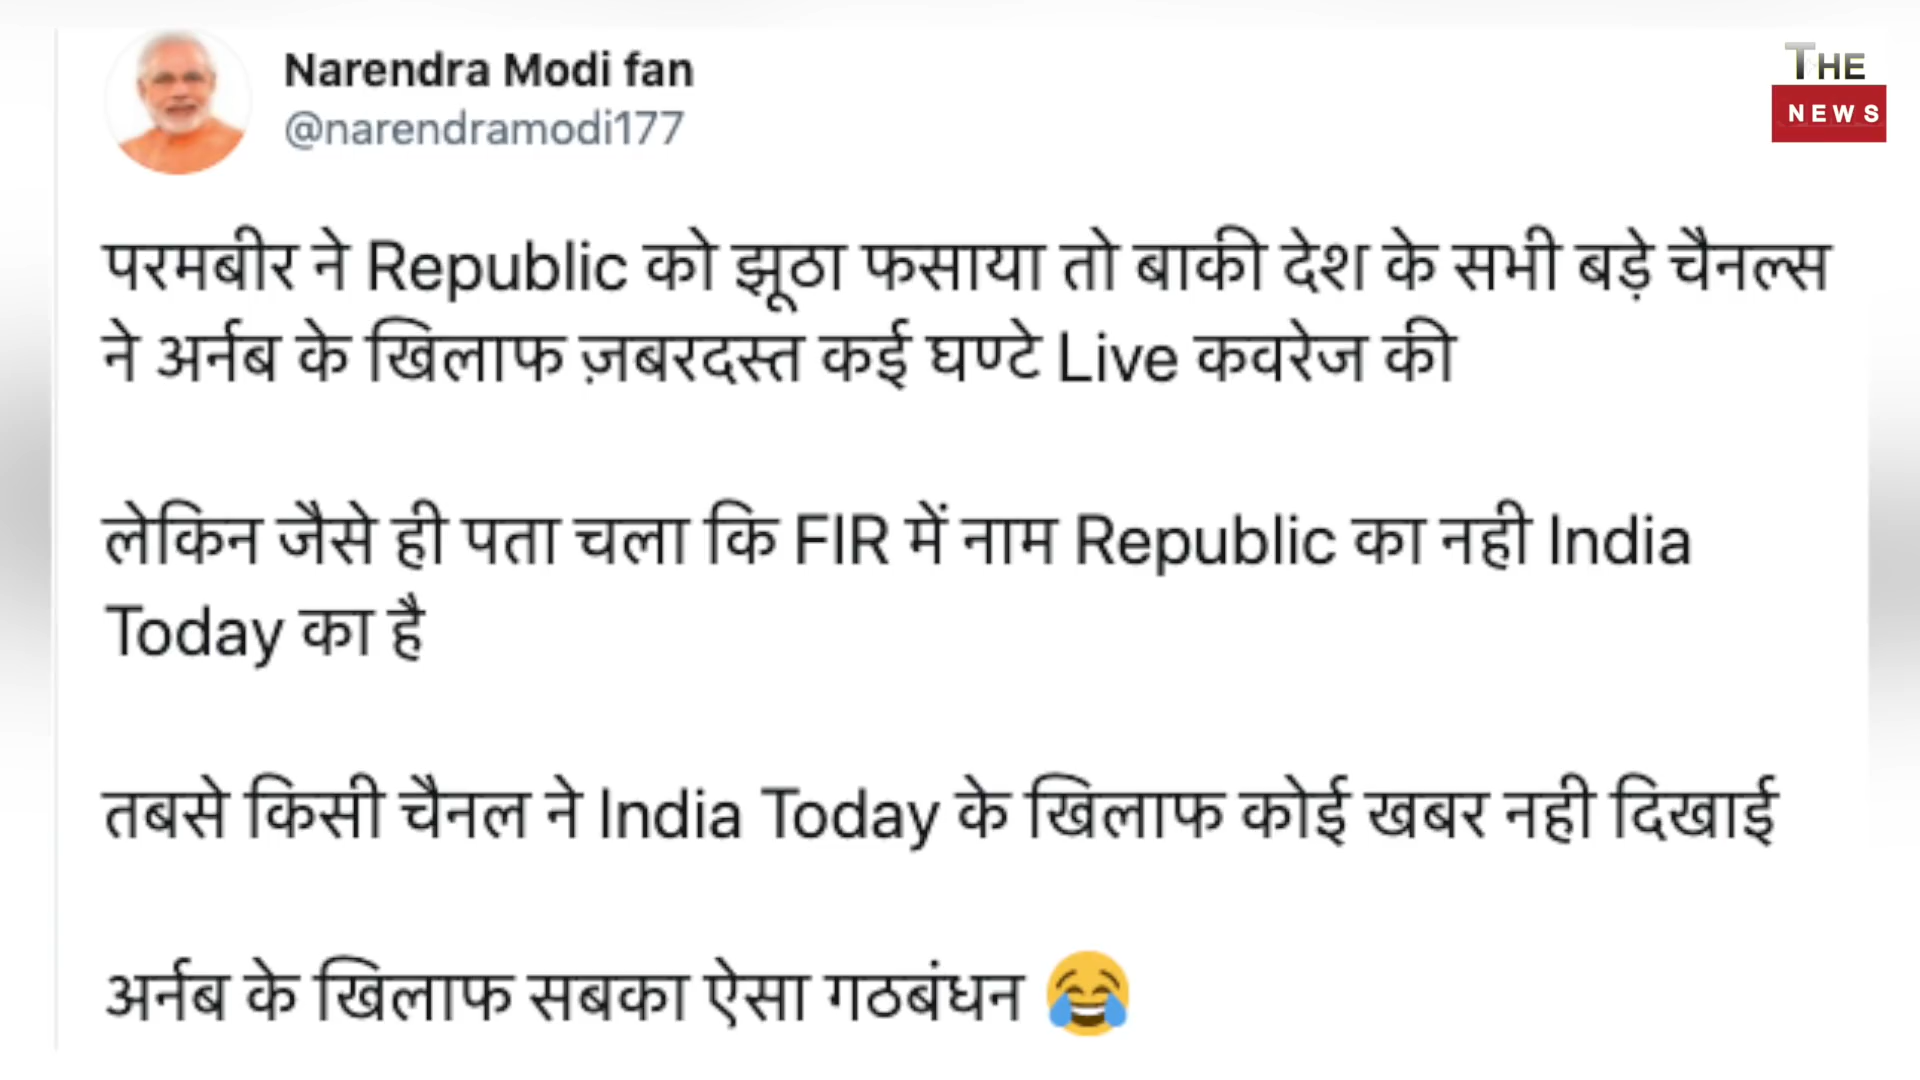 Narendra Modi fan
@narendramodi177
THE
NEWS
परमबीर ने Republic को झूठा फसाया तो बाकी देश के सभी बड़े चैनल्स
ने अर्नब के खिलाफ ज़बरदस्त कई घण्टे Live कवरेज की
लेकिन जैसे ही पता चला कि FIR में नाम Republic का नही India
Today का है
तबसे किसी चैनल ने India Today के खिलाफ कोई खबर नही दिखाई
अर्नब के खिलाफ सबका ऐसा गठबंधन 😂